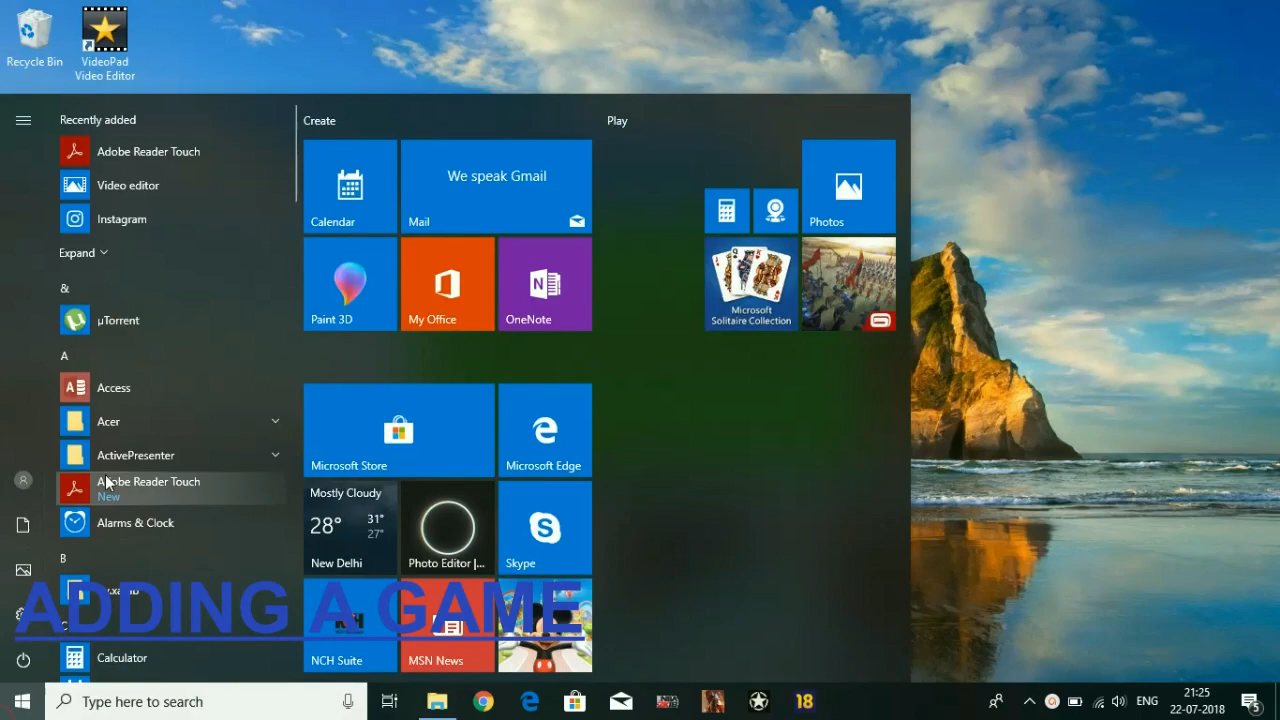 Recycle Bin
VideoPad
Video Editor
Recently added
Adobe Reader Touch
Video editor
Instagram
Expand
&
µTorrent
A
Access
Acer
ActivePresenter
Adobe Reader Touch
New
Alarms & Clock
B
C
Calculator
Create
Calendar
We speak Gmail
Mail
Paint 3D
My Office
OneNote
Microsoft Store
Microsoft Edge
Mostly Cloudy
28°
31°
27°
New Delhi
Photo Editor |...
Skype
NCH Suite
MSN News
Play
Photos
Microsoft
Solitaire Collection
ADDING A GAME
Type here to search
18
ENG
21:25
22-07-2018
5